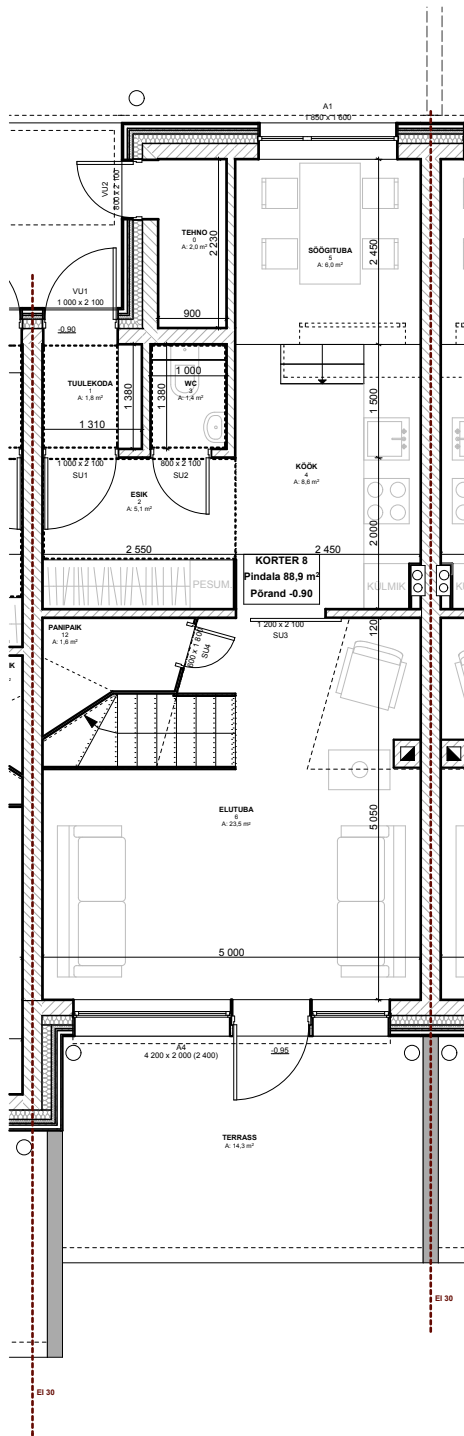 A1
1 850 x 1 600
VU2
800 x 2 100
TEHNO
0
A: 2,0 m²
2 230
900
SÖÖGITUBA
5
A: 6,0 m²
2 450
VU1
1 000 x 2 100
-0.90
TUULEKODA
1
A: 1,8 m²
1 380
1 310
1 380
1 000
WC
3
A: 1,4 m²
1 500
1 000 x 2 100
SU1
800 x 2 100
SU2
ESIK
2
A: 5,1 m²
KÖÖK
4
A: 8,6 m²
2 000
2 550
2 450
KORTER 8
Pindala 88,9 m²
Põrand -0.90
PESUM.
KÜLMIK
1 200 x 2 100
SU3
120
PANIPAIK
12
A: 1,6 m²
SU4
ELUTUBA
6
A: 23,5 m²
5 050
5 000
A4
4 200 x 2 000 (2 400)
-0.95
TERRASS
A: 14,3 m²
EI 30
EI 30